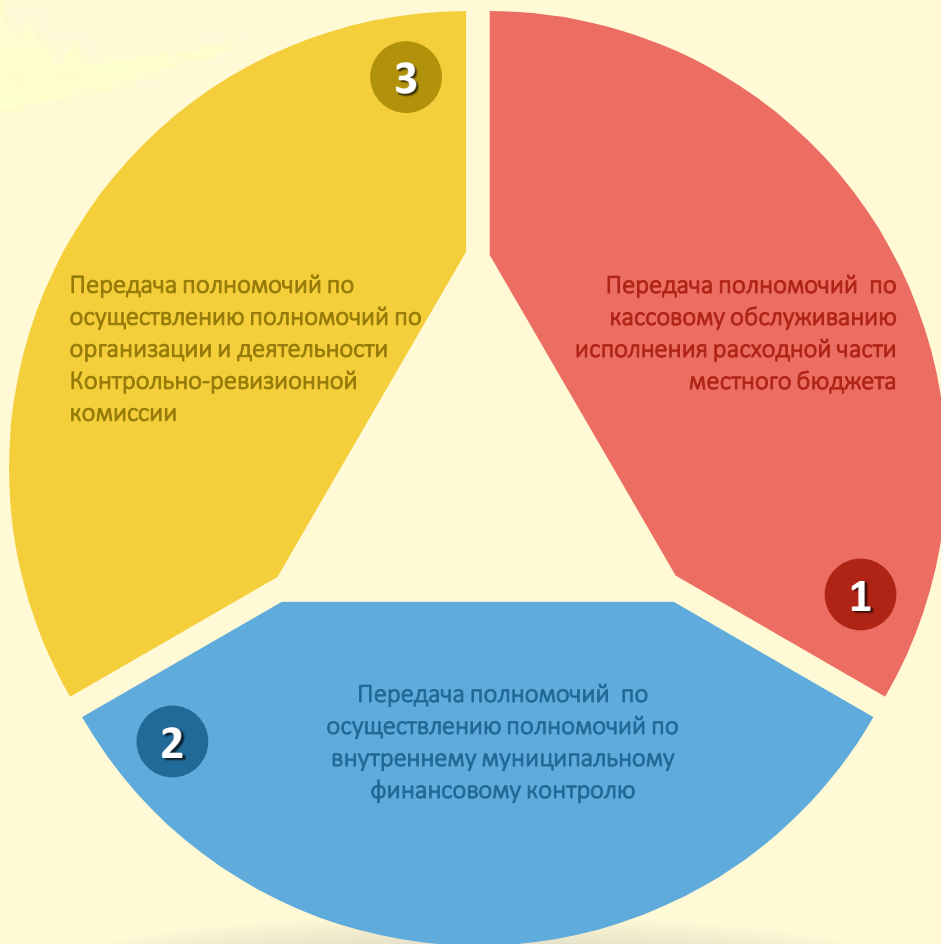 3
Передача полномочий по
осуществлению полномочий по
организации и деятельности
Контрольно-ревизионной
комиссии
Передача полномочий по
кассовому обслуживанию
исполнения расходной части
местного бюджета
1
2
Передача полномочий по
осуществлению полномочий по
внутреннему муниципальному
финансовому контролю